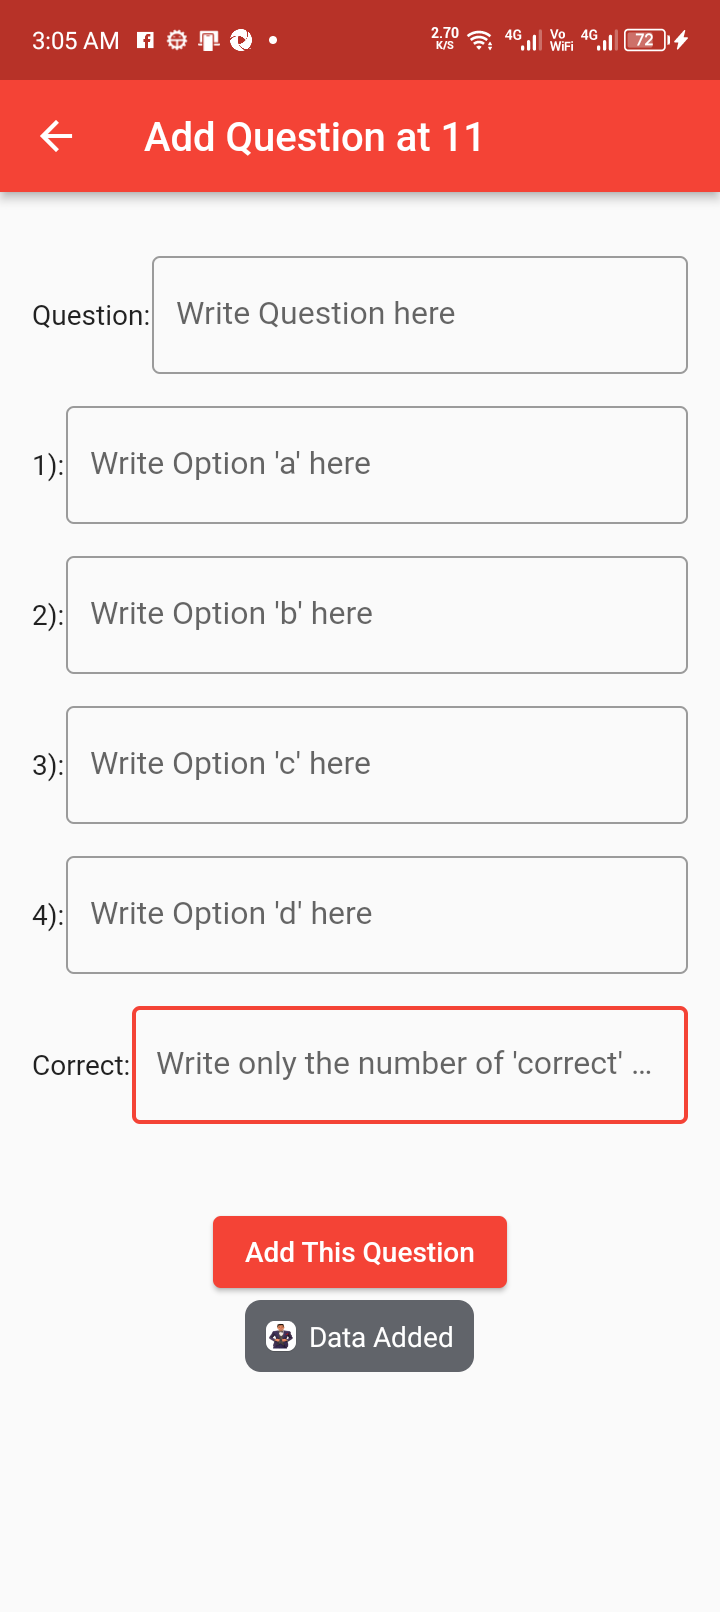 3:05 AM 2.70 K/S 4G Vo WiFi 4G 72
Add Question at 11
Question: Write Question here
1): Write Option 'a' here
2): Write Option 'b' here
3): Write Option 'c' here
4): Write Option 'd' here
Correct: Write only the number of 'correct' ...
Add This Question
Data Added